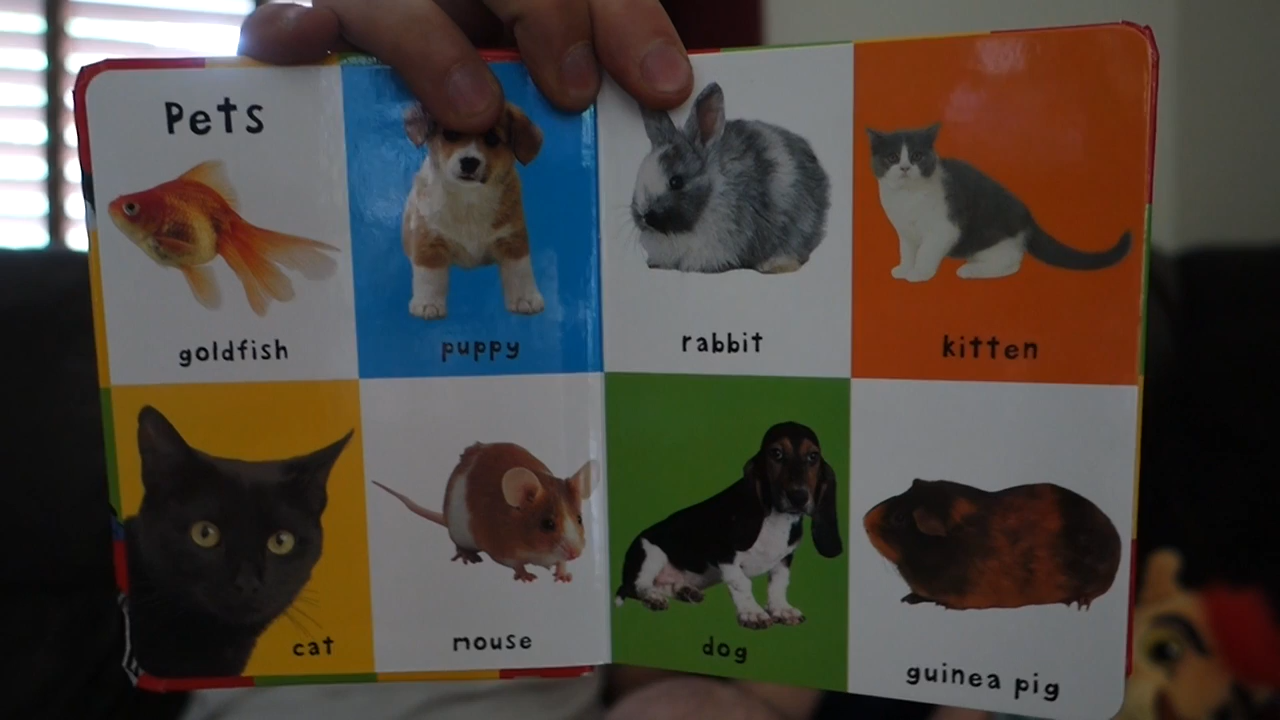 Pets
goldfish
puppy
rabbit
kitten
cat
mouse
dog
guinea pig